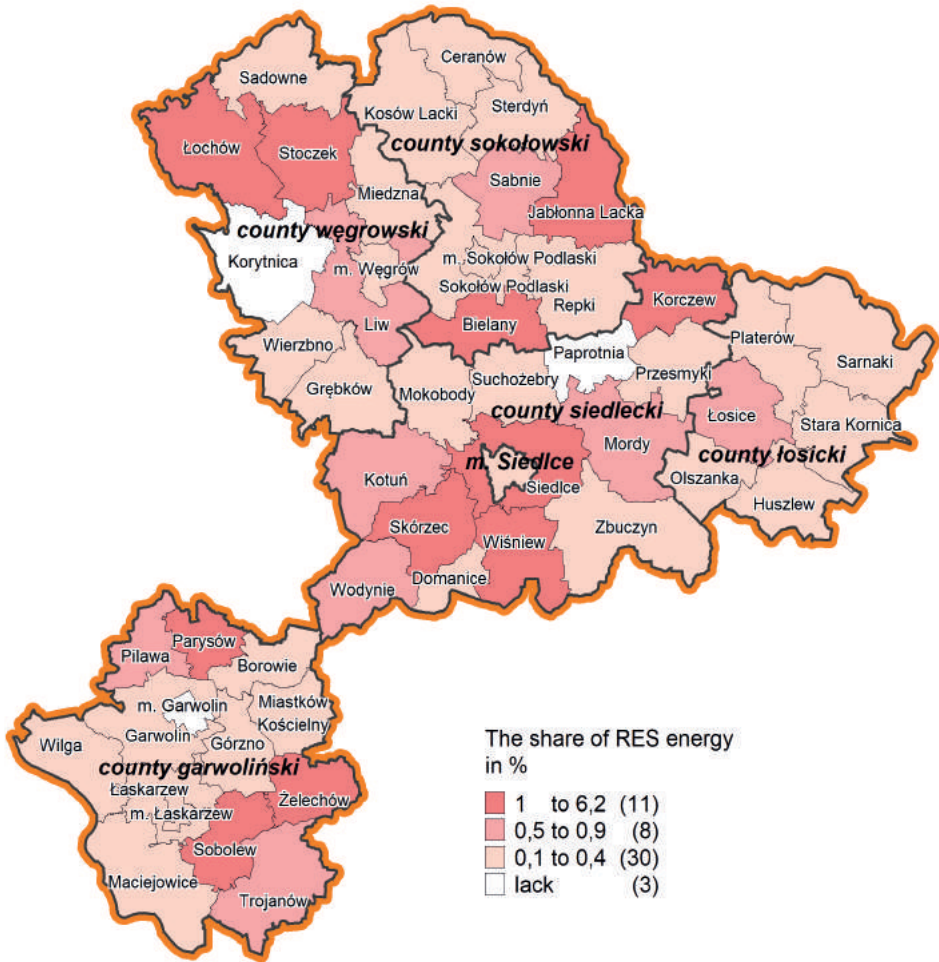 Ceranów
Sadowne
Sterdyń
Kosów Lacki
county sokołowski
Łochów
Stoczek
Sabnie
Miedzna
Jabłonna Lacka
county węgrowski
Korytnica
m. Węgrów
m. Sokołów Podlaski
Sokołów Podlaski
Repki
Korczew
Liw
Bielany
Platerów
Wierzbno
Paprotnia
Sarnaki
Suchożebry
Przesmyki
Grębków
Mokobody
county siedlecki
Łosice
Stara Kornica
Mordy
county łosicki
m. Siedlce
Kotuń
Siedlce
Olszanka
Huszlew
Skórzec
Zbuczyn
Wiśniew
Wodynie
Domanice
Parysów
Pilawa
Borowie
m. Garwolin
Miastków
Kościelny
Wilga
Garwolin
Górzno
county garwoliński
Łaskarzew
Żelechów
m. Łaskarzew
Sobolew
Maciejowice
Trojanów
The share of RES energy
in %
1 to 6,2 (11)
0,5 to 0,9 (8)
0,1 to 0,4 (30)
lack (3)